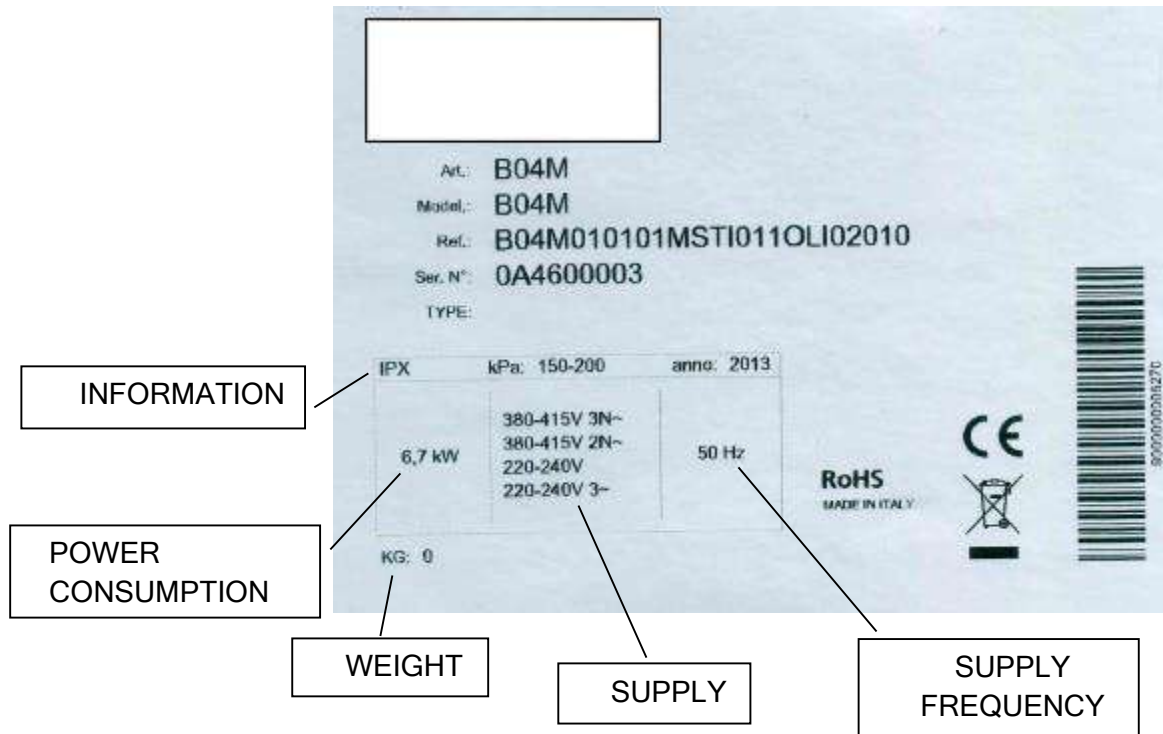 Art.: B04M
Model,: B04M
Ref.: B04M010101MSTI011OLI02010
Ser. N°: 0A4600003
TYPE:
IPX kPa: 150-200 anno: 2013
INFORMATION
380-415V 3N~
380-415V 2N~
6,7 kW
220-240V
220-240V 3~
50 Hz
CE
RoHS
MADE IN ITALY
POWER
CONSUMPTION
KG: 0
WEIGHT
SUPPLY
SUPPLY
FREQUENCY